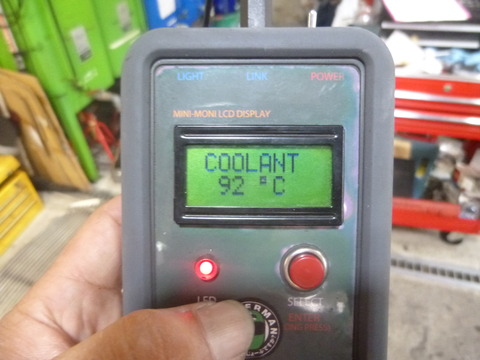 LIGHT LINK POWER
MINI-MONI LCD DISPLAY
COOLANT
92 °C
LED SELECT
ENTER